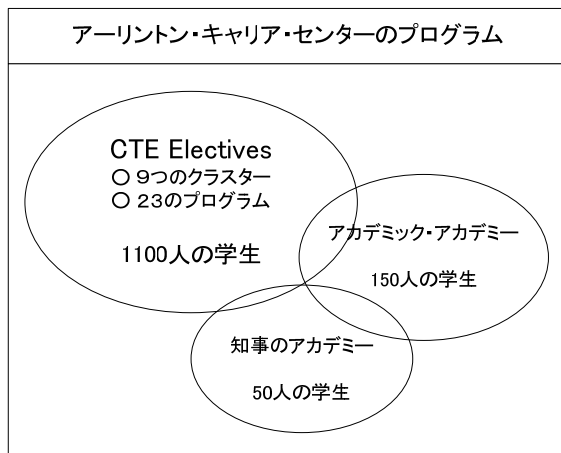 アーリントン・キャリア・センターのプログラム
CTE Electives
○ 9つのクラスター
○ 23のプログラム
1100人の学生
アカデミック・アカデミー
150人の学生
知事のアカデミー
50人の学生